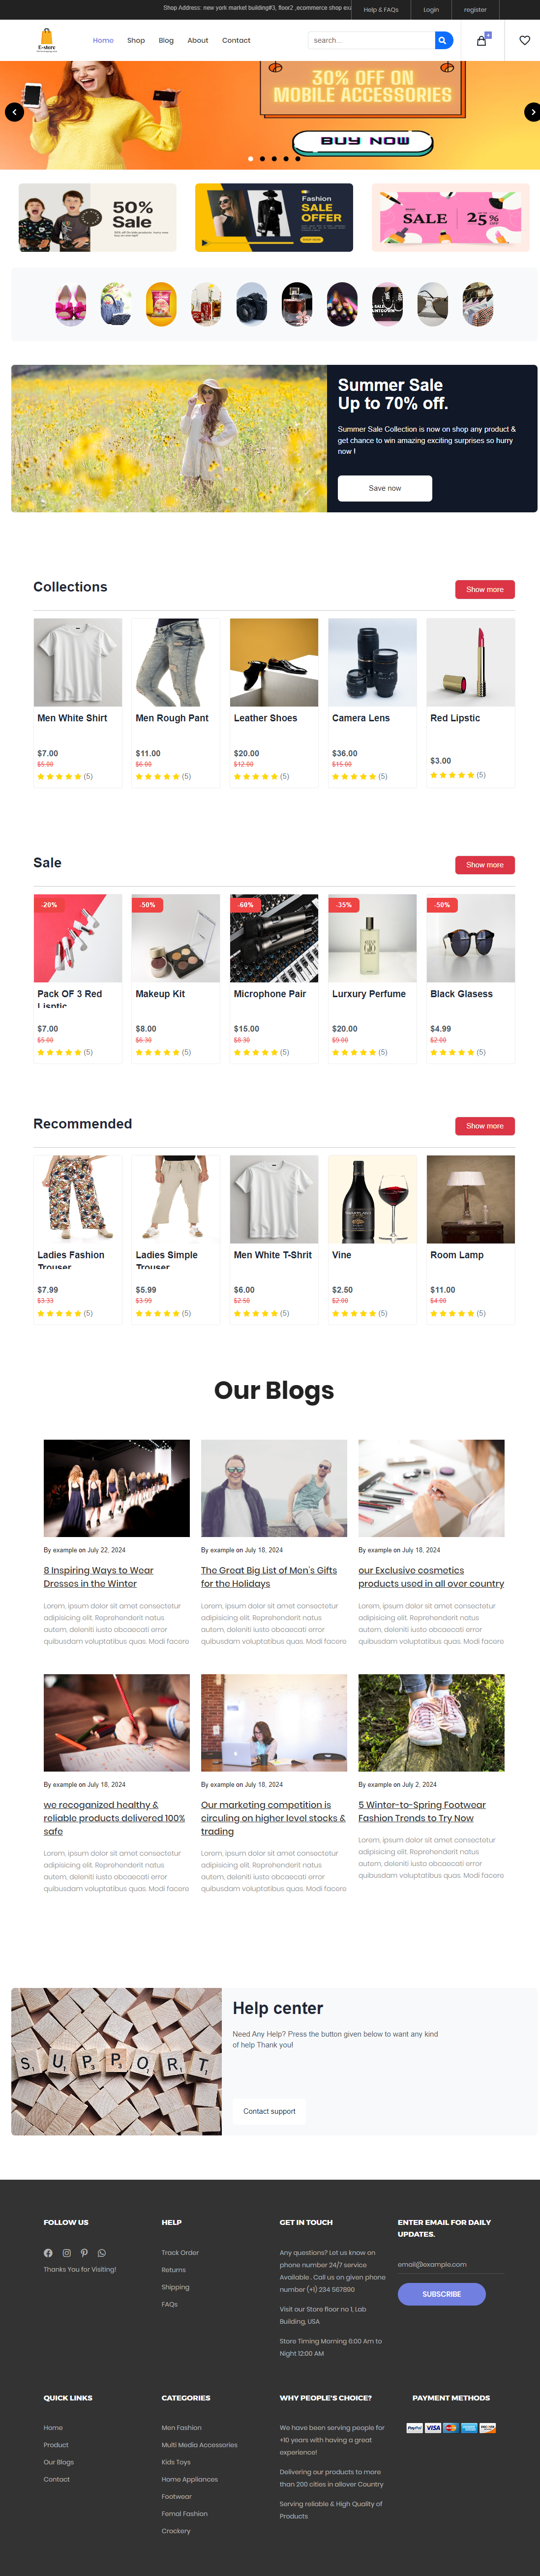 Shop Address: new york market building#3, floor2 ,ecommerce shop
Help & FAQs
Login
register
E-store
Home
Shop
Blog
About
Contact
search...
30% OFF ON
MOBILE ACCESSORIES
BUY NOW
50%
Sale
Fashion
SALE
OFFER
SALE
25%
OFF
Summer Sale
Up to 70% off.
Summer Sale Collection is now on shop any product &
get chance to win amazing exciting surprises so hurry
now !
Save now
Collections
Show more
Men White Shirt
Men Rough Pant
Leather Shoes
Camera Lens
Red Lipstic
$7.00
$11.00
$20.00
$36.00
$3.00
$5.00
$6.00
$12.00
$15.00
(5)
(5)
(5)
(5)
(5)
Sale
Show more
-20%
-50%
-60%
-35%
-50%
Pack OF 3 Red
Lisptic
Makeup Kit
Microphone Pair
Lurxury Perfume
Black Glasess
$7.00
$8.00
$15.00
$20.00
$4.99
$5.00
$6.30
$8.30
$9.00
$2.00
(5)
(5)
(5)
(5)
(5)
Recommended
Show more
Ladies Fashion
Trouser
Ladies Simple
Trouser
Men White T-Shrit
Vine
Room Lamp
$7.99
$5.99
$6.00
$2.50
$11.00
$3.33
$3.99
$2.50
$2.00
$4.00
(5)
(5)
(5)
(5)
(5)
Our Blogs
By example on July 22, 2024
8 Inspiring Ways to Wear
Dresses in the Winter
Lorem, ipsum dolor sit amet consectetur
adipisicing elit. Reprehenderit natus
autem, deleniti iusto obcaecati error
quibusdam voluptatibus quas. Modi facere
By example on July 18, 2024
The Great Big List of Men's Gifts
for the Holidays
Lorem, ipsum dolor sit amet consectetur
adipisicing elit. Reprehenderit natus
autem, deleniti iusto obcaecati error
quibusdam voluptatibus quas. Modi facere
By example on July 18, 2024
our Exclusive cosmetics
products used in all over country
Lorem, ipsum dolor sit amet consectetur
adipisicing elit. Reprehenderit natus
autem, deleniti iusto obcaecati error
quibusdam voluptatibus quas. Modi facere
By example on July 18, 2024
we recoganized healthy &
reliable products delivered 100%
safe
Lorem, ipsum dolor sit amet consectetur
adipisicing elit. Reprehenderit natus
autem, deleniti iusto obcaecati error
quibusdam voluptatibus quas. Modi facere
By example on July 18, 2024
Our marketing competition is
circuling on higher level stocks &
trading
Lorem, ipsum dolor sit amet consectetur
adipisicing elit. Reprehenderit natus
autem, deleniti iusto obcaecati error
quibusdam voluptatibus quas. Modi facere
By example on July 2, 2024
5 Winter-to-Spring Footwear
Fashion Trends to Try Now
Lorem, ipsum dolor sit amet consectetur
adipisicing elit. Reprehenderit natus
autem, deleniti iusto obcaecati error
quibusdam voluptatibus quas. Modi facere
SUPPORT
Help center
Need Any Help? Press the button given below to want any kind
of help Thank you!
Contact support
FOLLOW US
Thanks You for Visiting!
HELP
Track Order
Returns
Shipping
FAQs
GET IN TOUCH
Any questions? Let us know on
phone number 24/7 service
Available . Call us on given phone
number (+1) 234 567890
Visit our Store floor no 1, Lab
Building, USA
Store Timing Morning 6:00 Am to
Night 12:00 AM
ENTER EMAIL FOR DAILY
UPDATES.
email@example.com
SUBSCRIBE
QUICK LINKS
Home
Product
Our Blogs
Contact
CATEGORIES
Men Fashion
Multi Media Accessories
Kids Toys
Home Appliances
Footwear
Femal Fashion
Crockery
WHY PEOPLE'S CHOICE?
We have been serving people for
+10 years with having a great
experience!
Delivering our products to more
than 200 cities in allover Country
Serving reliable & High Quality of
Products
PAYMENT METHODS
PayPal
VISA